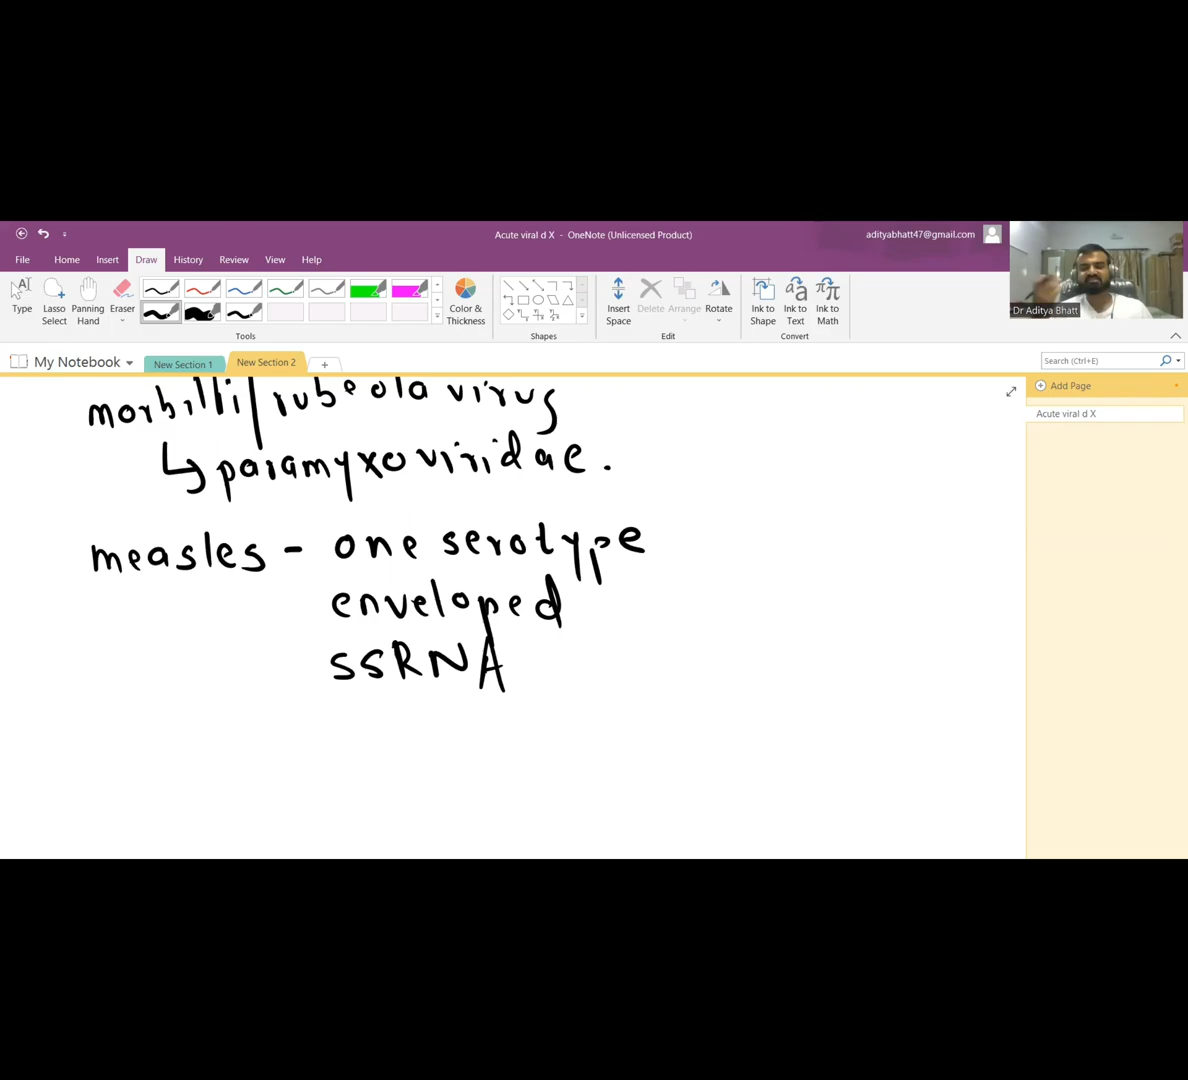 Acute viral d X - OneNote (Unlicensed Product)
adityabhatt47@gmail.com
File Home Insert Draw History Review View Help
Type
Lasso Select
Panning Hand
Eraser
Color & Thickness
Insert Space
Delete
Arrange
Rotate
Ink to Shape
Ink to Text
Ink to Math
Tools
Shapes
Edit
Convert
Dr Aditya Bhatt
My Notebook
New Section 1
New Section 2
Search (Ctrl+E)
Add Page
Acute viral d X
morbilli/rubeola virus
↳ paramyxoviridae.
measles - one serotype
enveloped
SSRNA